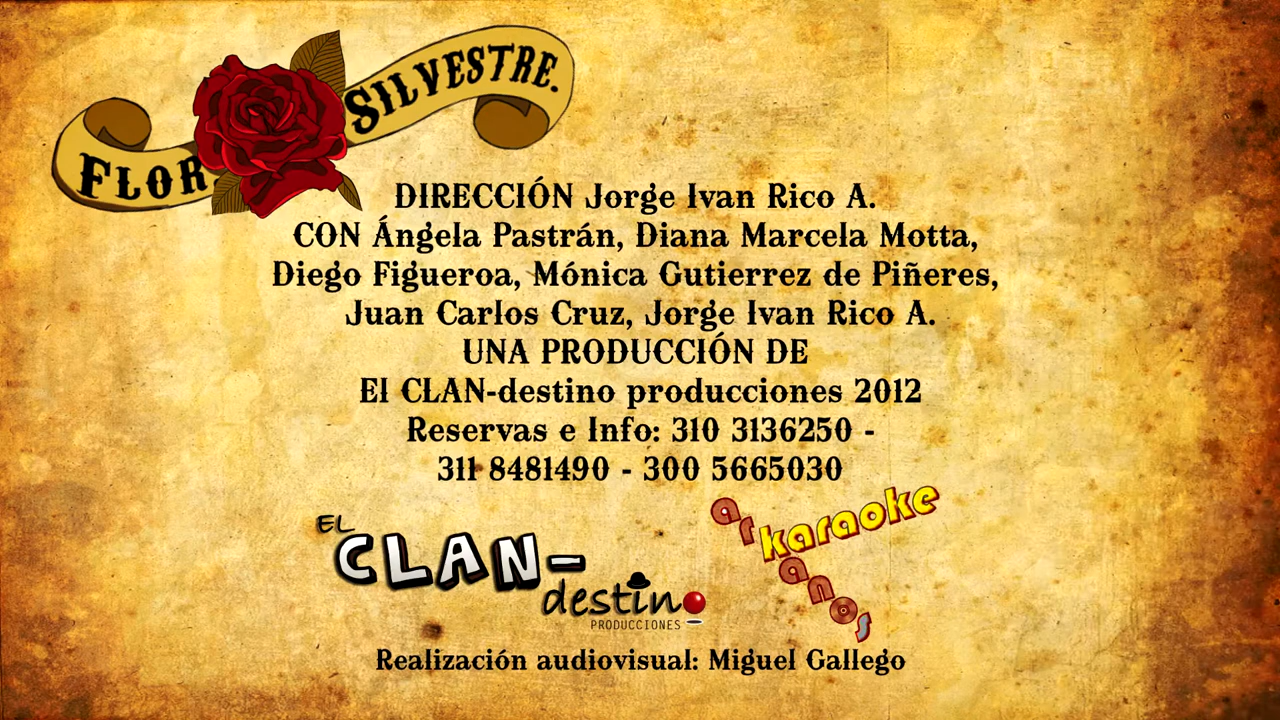 FLOR SILVESTRE.
DIRECCIÓN Jorge Ivan Rico A.
CON Ángela Pastrán, Diana Marcela Motta,
Diego Figueroa, Mónica Gutierrez de Piñeres,
Juan Carlos Cruz, Jorge Ivan Rico A.
UNA PRODUCCIÓN DE
El CLAN-destino producciones 2012
Reservas e Info: 310 3136250 -
311 8481490 - 300 5665030
EL
CLAN-
destino
PRODUCCIONES
karaoke
arkanos
Realización audiovisual: Miguel Gallego